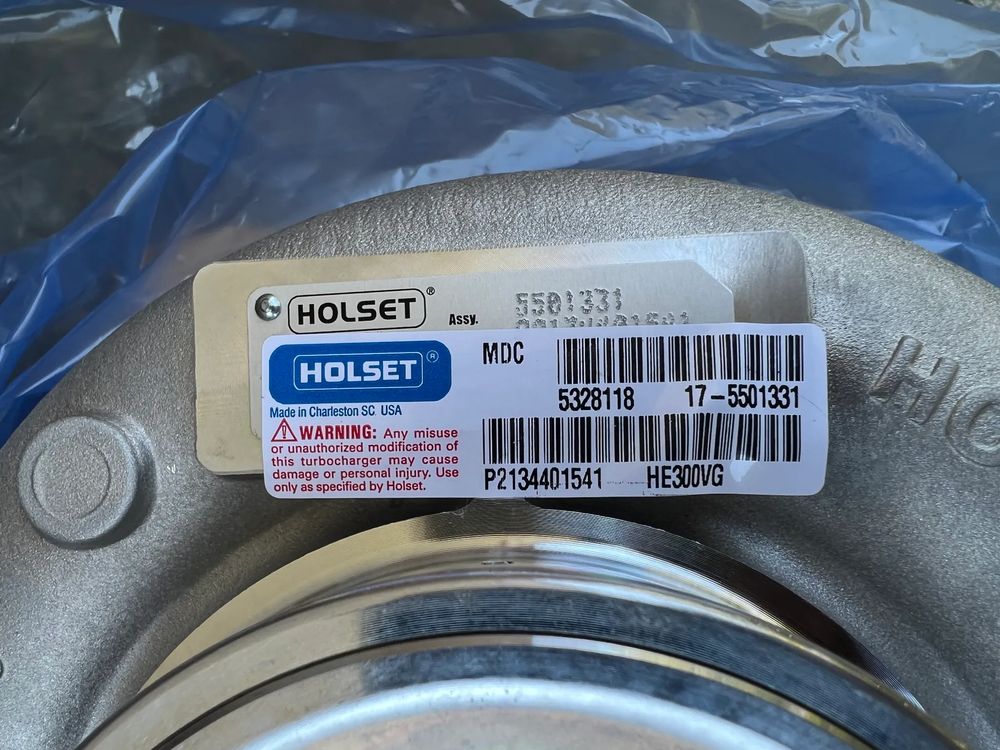 HOLSET®
Assy.
5501331
HOLSET®
MDC
Made in Charleston SC USA
5328118 17-5501331
WARNING: Any misuse
or unauthorized modification of
this turbocharger may cause
damage or personal injury. Use
only as specified by Holset.
P2134401541 HE300VG